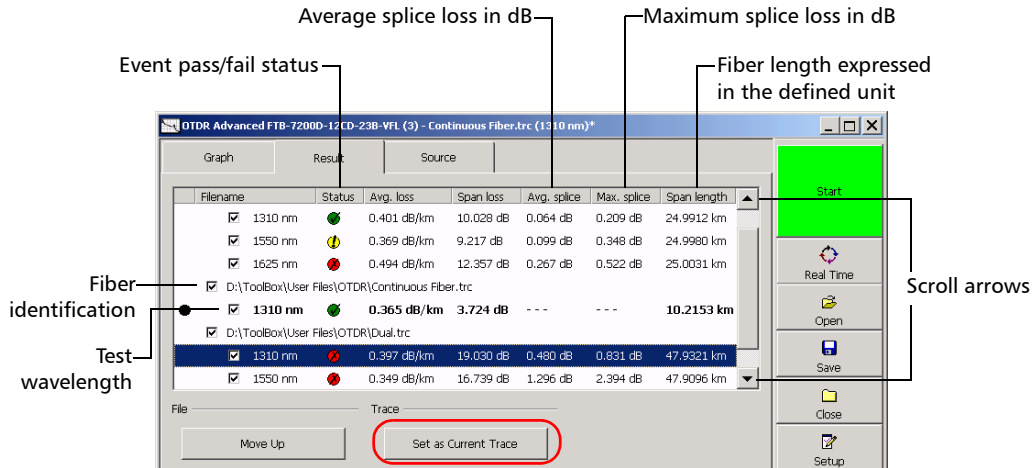 Average splice loss in dB
Maximum splice loss in dB
Event pass/fail status
Fiber length expressed
in the defined unit
OTDR Advanced FTB-7200D-12CD-23B-VFL (3) - Continuous Fiber.trc (1310 nm)*
Graph
Result
Source
Start
Filename Status Avg. loss Span loss Avg. splice Max. splice Span length
1310 nm 0.401 dB/km 10.028 dB 0.064 dB 0.209 dB 24.9912 km
1550 nm 0.369 dB/km 9.217 dB 0.099 dB 0.348 dB 24.9980 km
1625 nm 0.494 dB/km 12.357 dB 0.267 dB 0.522 dB 25.0031 km
D:\ToolBox\User Files\OTDR\Continuous Fiber.trc
1310 nm 0.365 dB/km 3.724 dB --- --- 10.2153 km
D:\ToolBox\User Files\OTDR\Dual.trc
1310 nm 0.397 dB/km 19.030 dB 0.480 dB 0.831 dB 47.9321 km
1550 nm 0.349 dB/km 16.739 dB 1.296 dB 2.394 dB 47.9096 km
Fiber
identification
Test
wavelength
Scroll arrows
Real Time
Open
Save
Close
Setup
File
Trace
Move Up
Set as Current Trace